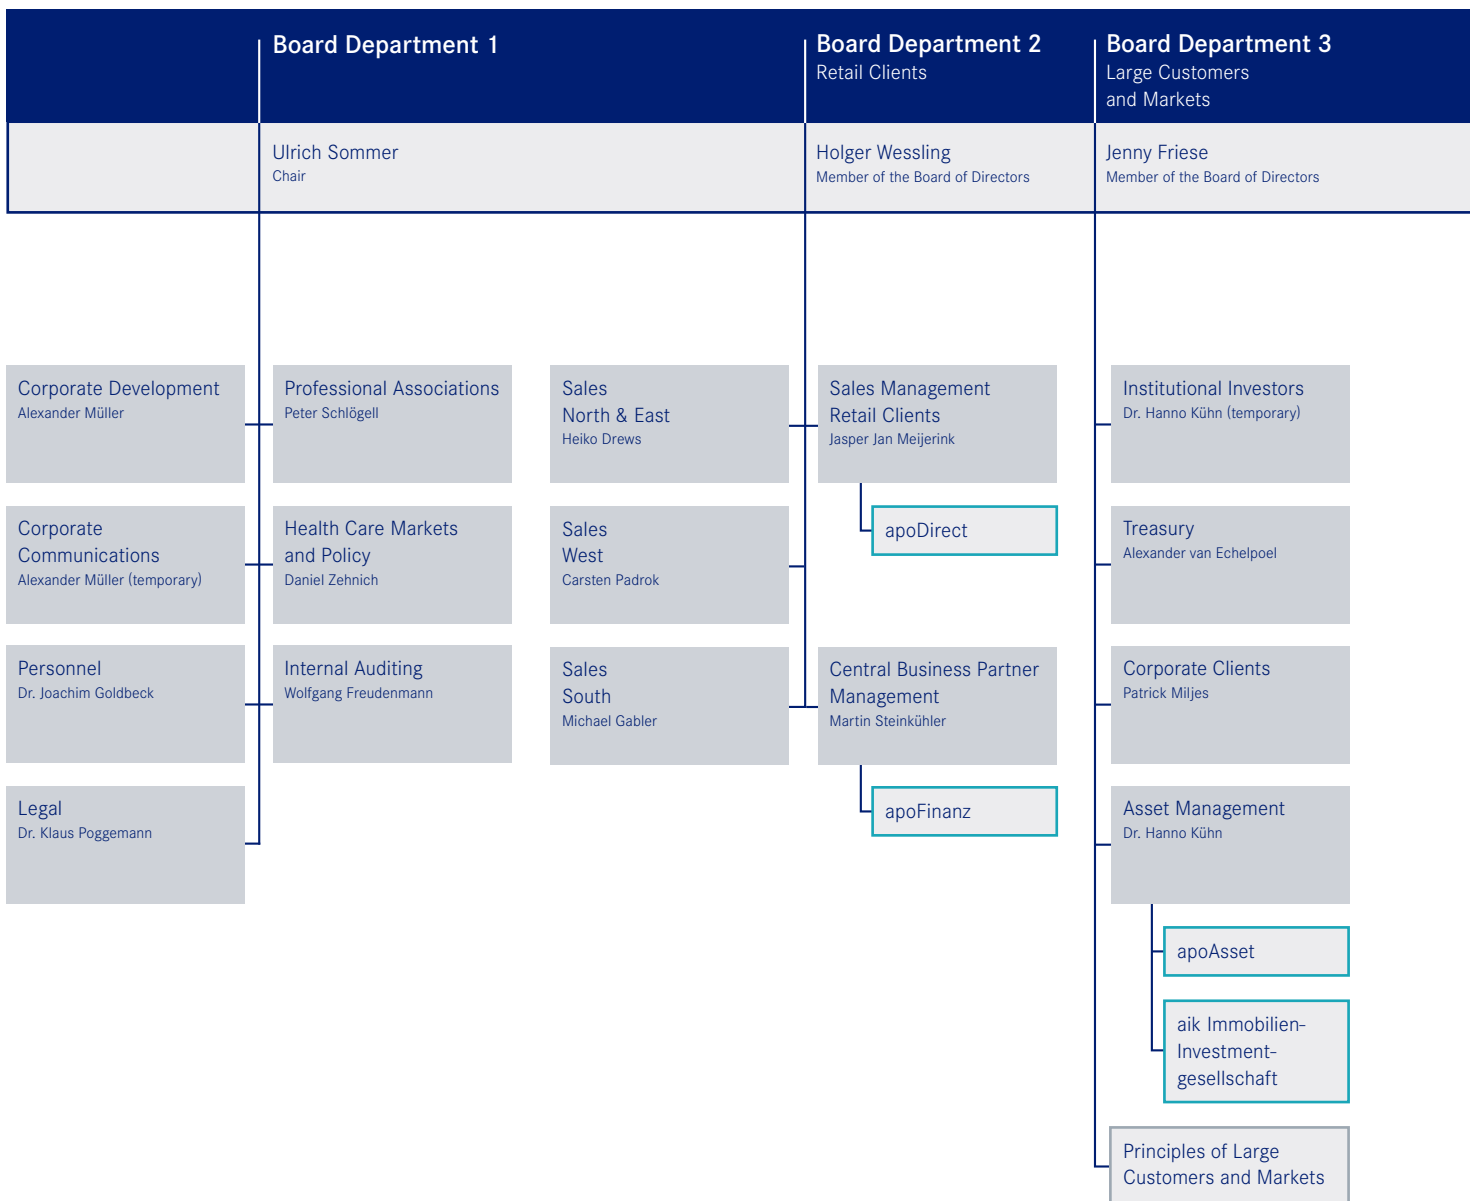 Board Department 1
Board Department 2
Retail Clients
Board Department 3
Large Customers
and Markets
Ulrich Sommer
Chair
Holger Wessling
Member of the Board of Directors
Jenny Friese
Member of the Board of Directors
Corporate Development
Alexander Müller
Professional Associations
Peter Schlögell
Sales
North & East
Heiko Drews
Sales Management
Retail Clients
Jasper Jan Meijerink
Institutional Investors
Dr. Hanno Kühn (temporary)
apoDirect
Corporate
Communications
Alexander Müller (temporary)
Health Care Markets
and Policy
Daniel Zehnich
Sales
West
Carsten Padrok
Treasury
Alexander van Echelpoel
Personnel
Dr. Joachim Goldbeck
Internal Auditing
Wolfgang Freudenmann
Sales
South
Michael Gabler
Central Business Partner
Management
Martin Steinkühler
Corporate Clients
Patrick Miljes
apoFinanz
Legal
Dr. Klaus Poggemann
Asset Management
Dr. Hanno Kühn
apoAsset
aik Immobilien-
Investment-
gesellschaft
Principles of Large
Customers and Markets